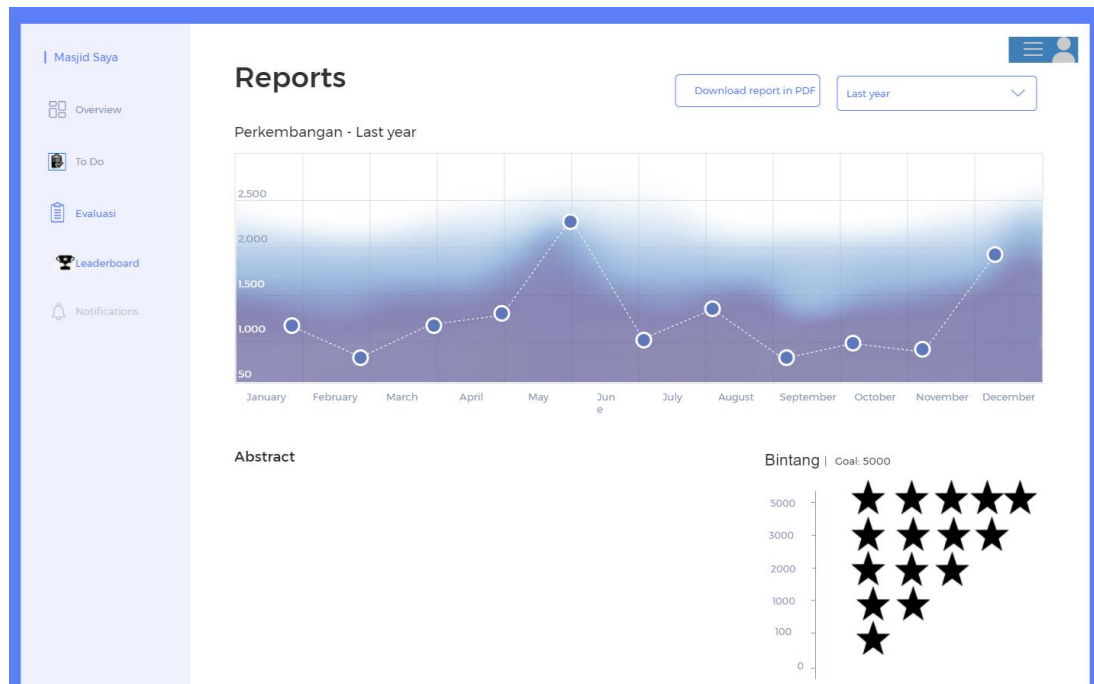 Masjid Saya
Overview
To Do
Evaluasi
Leaderboard
Notifications
Reports
Download report in PDF
Last year
Perkembangan - Last year
2,500
2,000
1,500
1,000
50
January February March April May Jun
e
July August September October November December
Abstract
Bintang | Goal: 5000
5000
3000
2000
1000
100
0